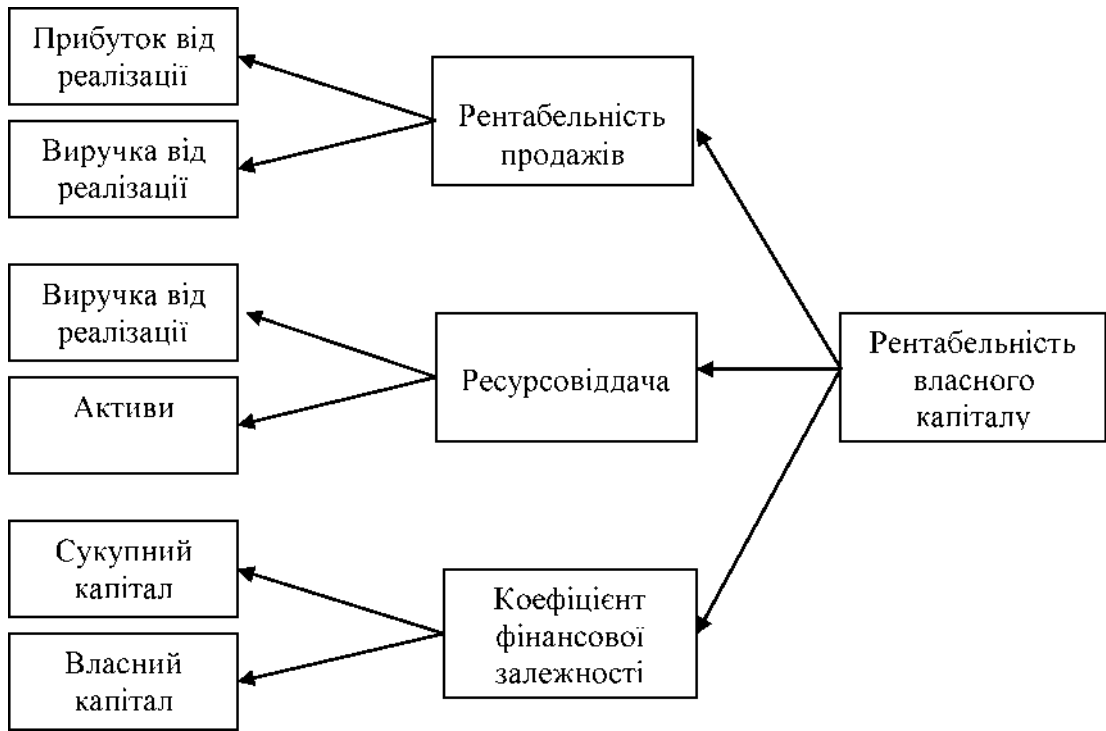 Прибуток від
реалізації
Виручка від
реалізації
Рентабельність
продажів
Виручка від
реалізації
Активи
Ресурсовіддача
Рентабельність
власного
капіталу
Сукупний
капітал
Власний
капітал
Коефіцієнт
фінансової
залежності